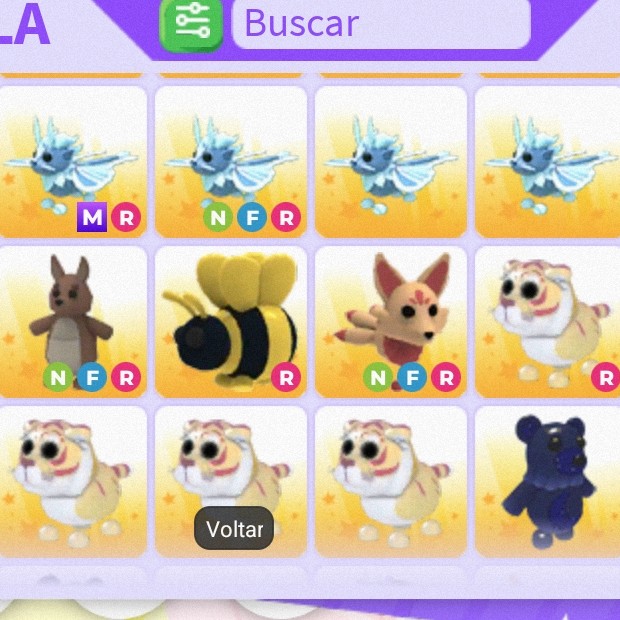 LA
Buscar
M R
N F R
N F R
R
N F R
R
Voltar